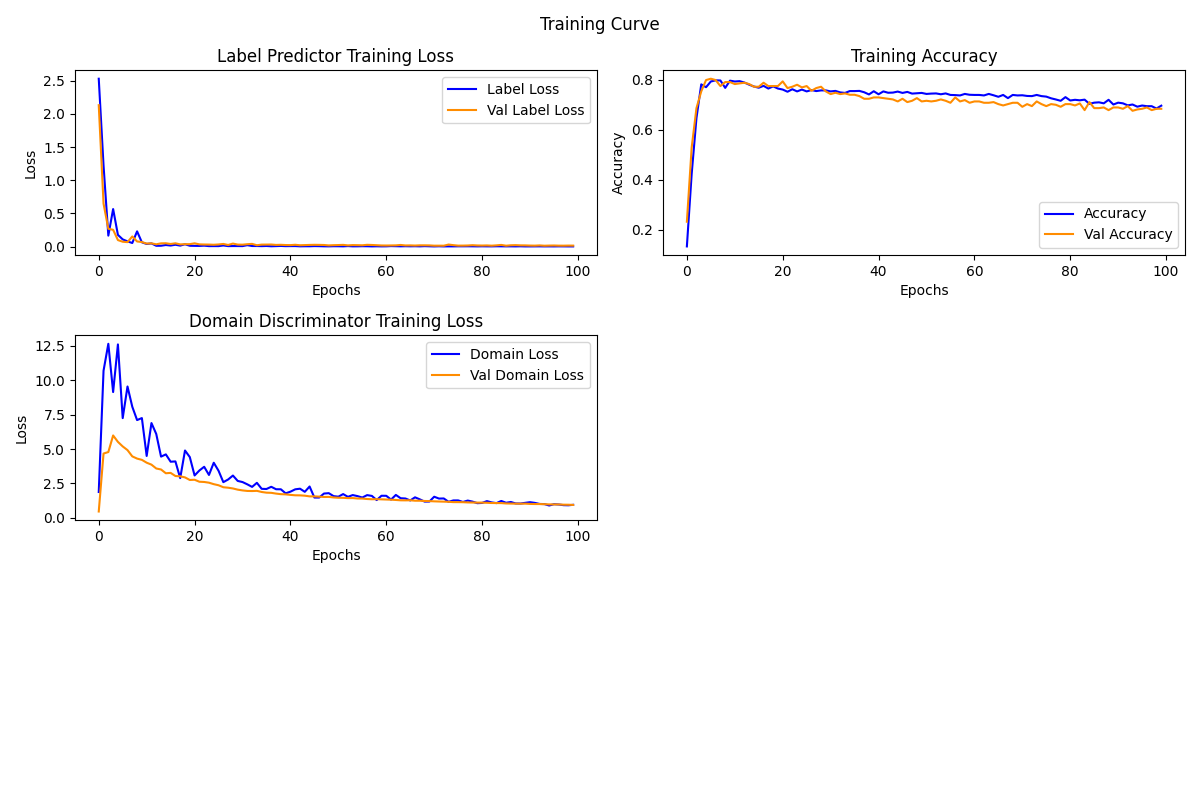 Training Curve
Label Predictor Training Loss
Loss
2.5
2.0
1.5
1.0
0.5
0.0
Label Loss
Val Label Loss
0 20 40 60 80 100
Epochs
Training Accuracy
Accuracy
0.8
0.6
0.4
0.2
Accuracy
Val Accuracy
0 20 40 60 80 100
Epochs
Domain Discriminator Training Loss
Loss
12.5
10.0
7.5
5.0
2.5
0.0
Domain Loss
Val Domain Loss
0 20 40 60 80 100
Epochs